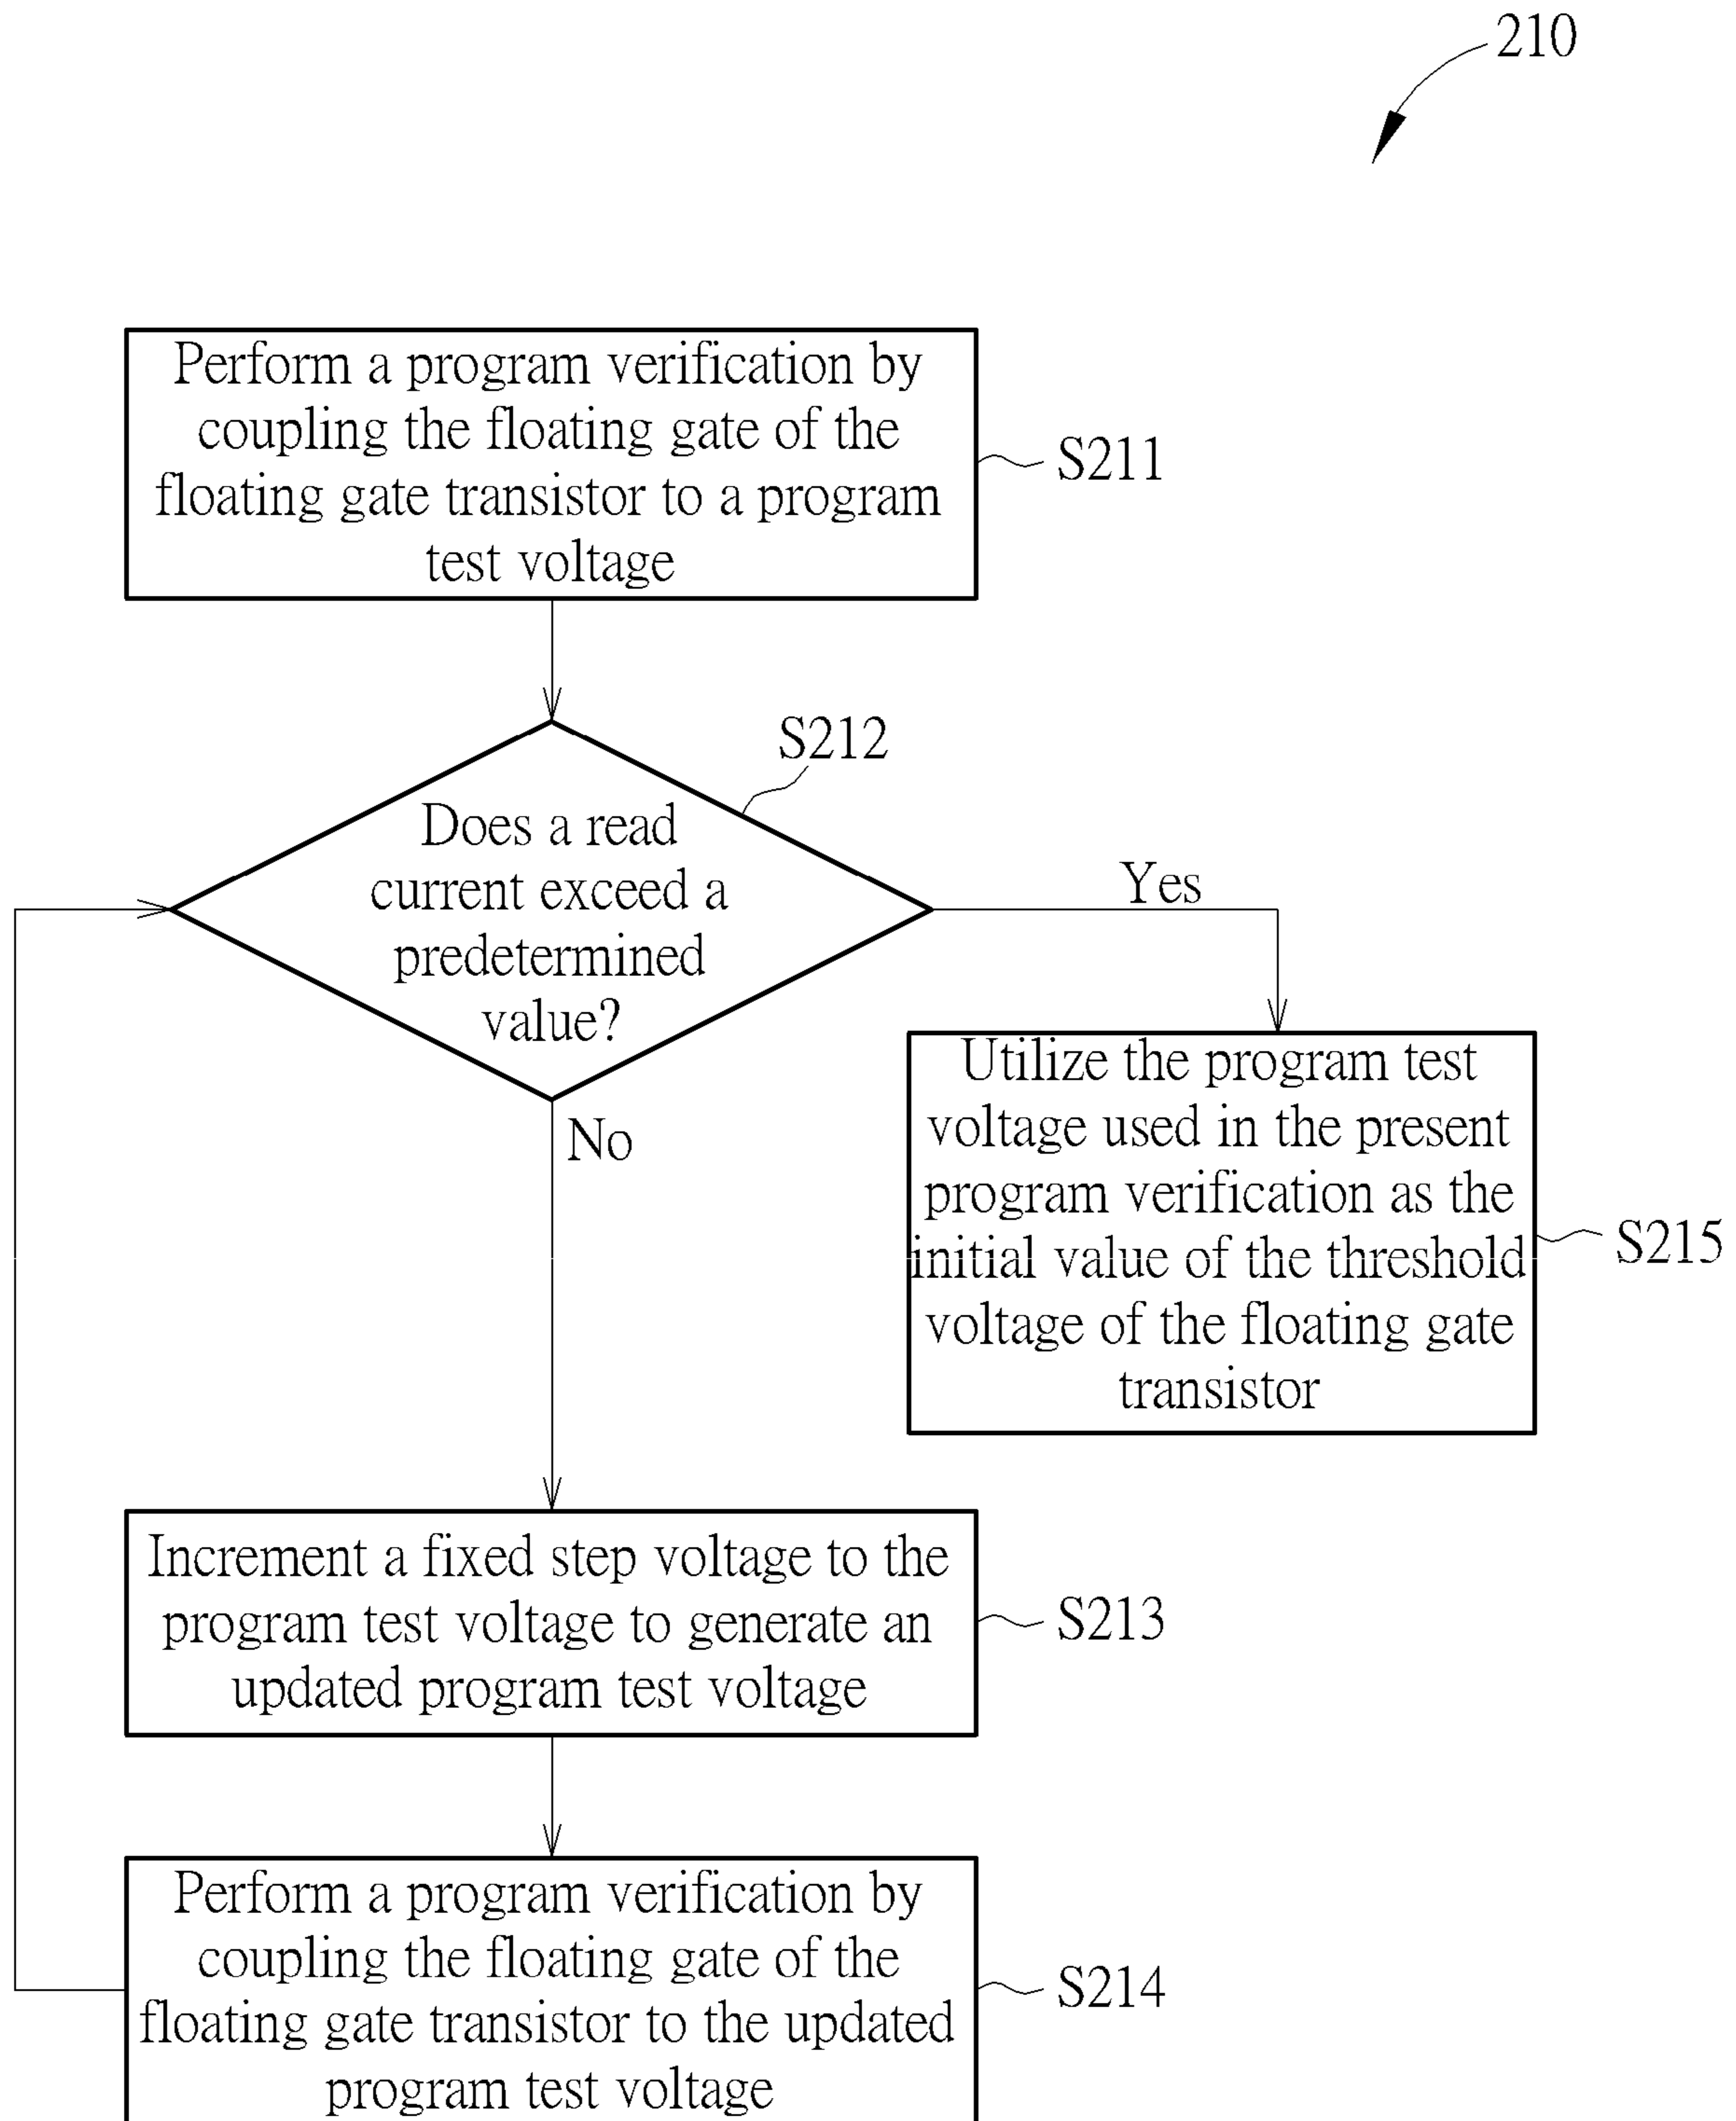 210
Perform a program verification by
coupling the floating gate of the
floating gate transistor to a program
test voltage
S211
S212
Does a read
current exceed a
predetermined
value?
Yes
No
Utilize the program test
voltage used in the present
program verification as the
initial value of the threshold
voltage of the floating gate
transistor
S215
Increment a fixed step voltage to the
program test voltage to generate an
updated program test voltage
S213
Perform a program verification by
coupling the floating gate of the
floating gate transistor to the updated
program test voltage
S214